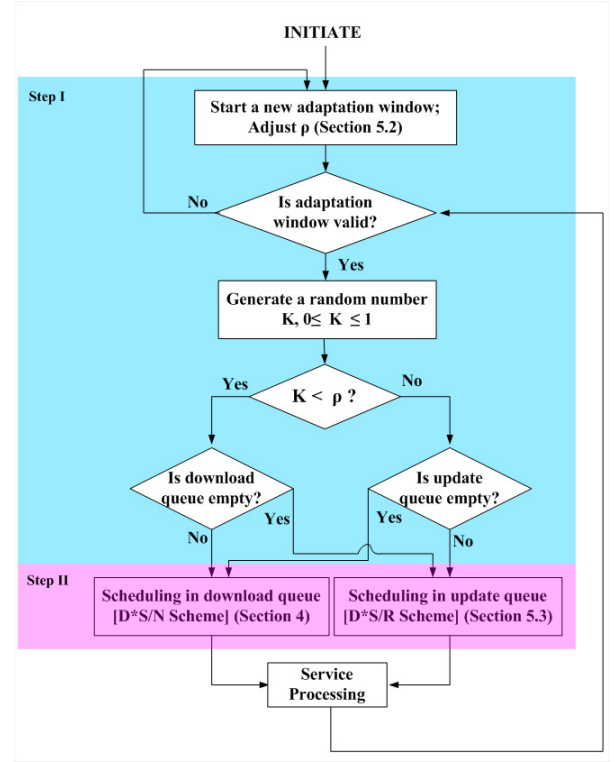 INITIATE
Step I
Start a new adaptation window;
Adjust ρ (Section 5.2)
No
Is adaptation
window valid?
Yes
Generate a random number
K, 0≤ K ≤ 1
Yes
No
K < ρ ?
Is download
queue empty?
Is update
queue empty?
Yes
Yes
No
No
Step II
Scheduling in download queue
[D*S/N Scheme] (Section 4)
Scheduling in update queue
[D*S/R Scheme] (Section 5.3)
Service
Processing